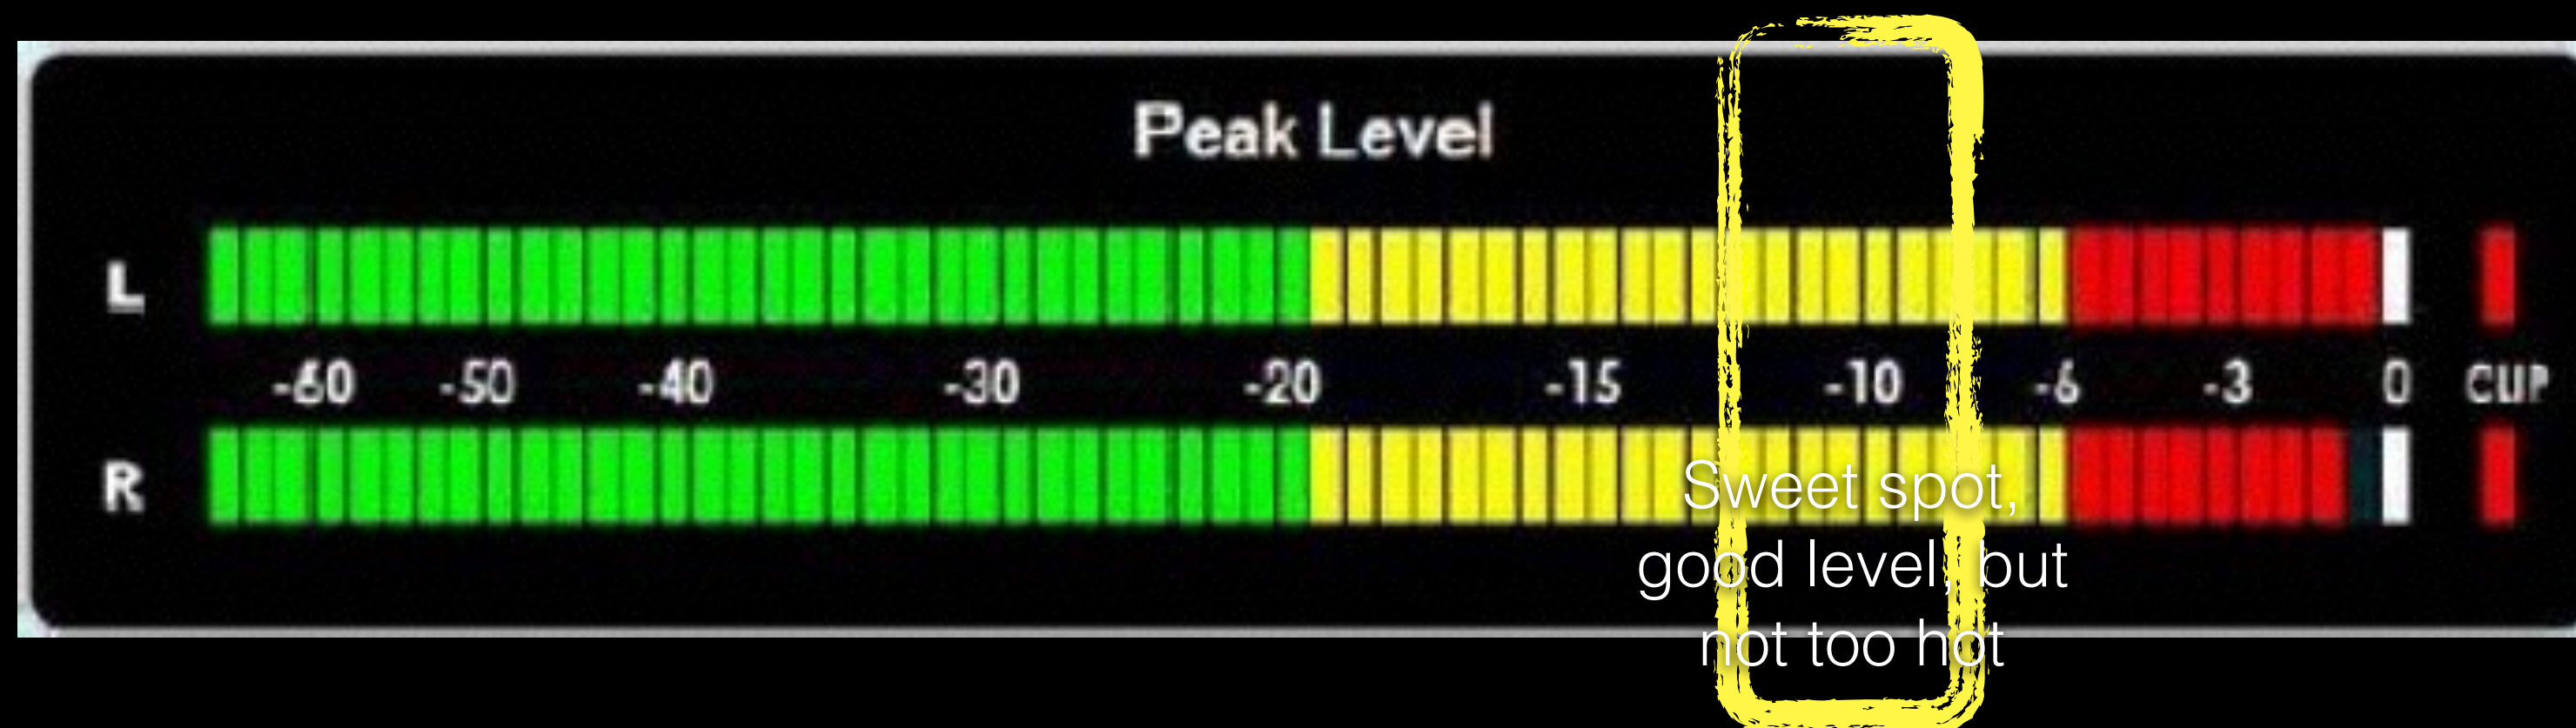 Peak Level
L
-60 -50 -40 -30 -20 -15 -10 -6 -3 0 CLIP
R
Sweet spot,
good level, but
not too hot